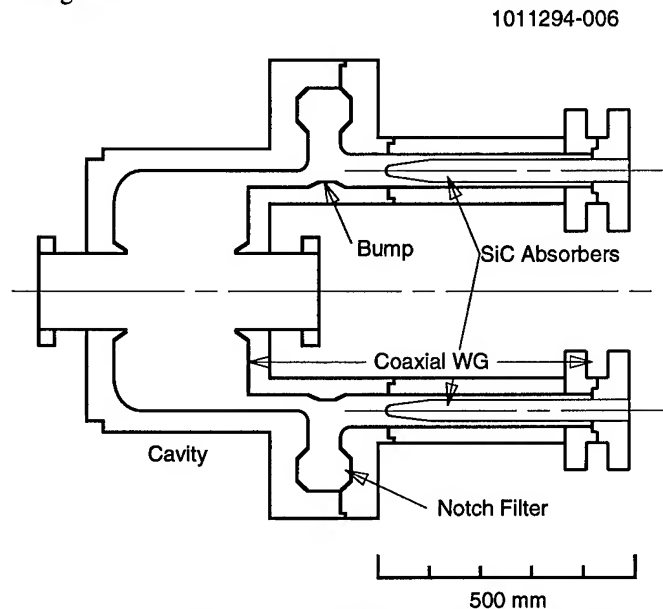 1011294-006
Bump
SiC Absorbers
Coaxial WG
Cavity
Notch Filter
500 mm